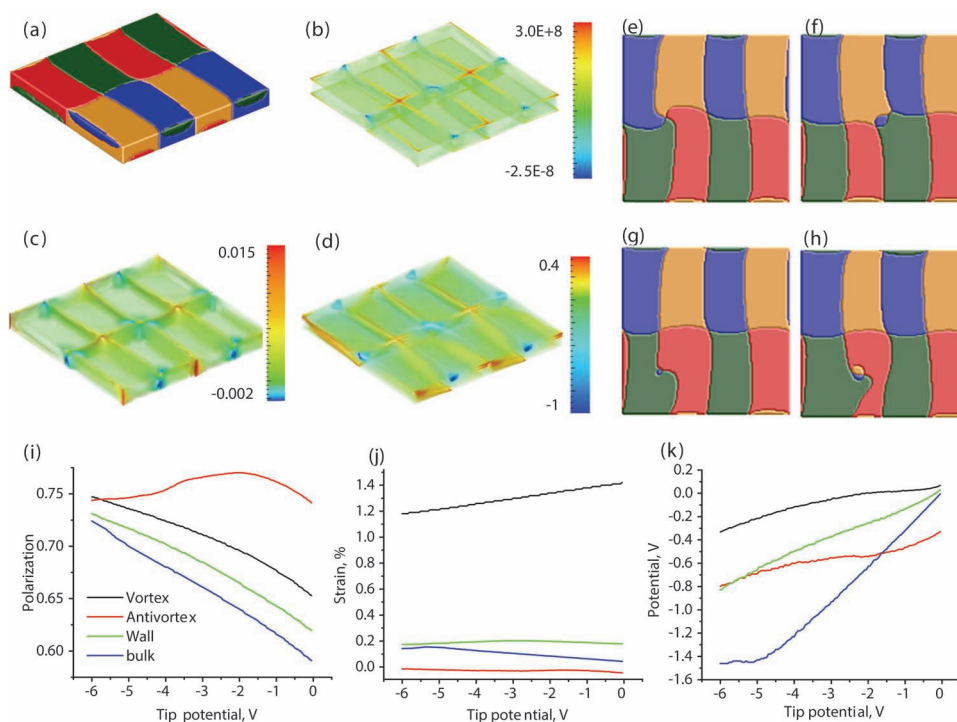 (a)
(b)
3.0E+8
-2.5E-8
(e)
(f)
(c)
0.015
-0.002
(d)
0.4
-1
(g)
(h)
(i)
Polarization
0.75
0.70
0.65
0.60
Vortex
Antivortex
Wall
bulk
-6 -5 -4 -3 -2 -1 0
Tip potential, V
(j)
Strain, %
1.4
1.2
1.0
0.8
0.6
0.4
0.2
0.0
-6 -5 -4 -3 -2 -1 0
Tip potential, V
(k)
Potential, V
0.2
0.0
-0.2
-0.4
-0.6
-0.8
-1.0
-1.2
-1.4
-1.6
-6 -5 -4 -3 -2 -1 0
Tip potential, V